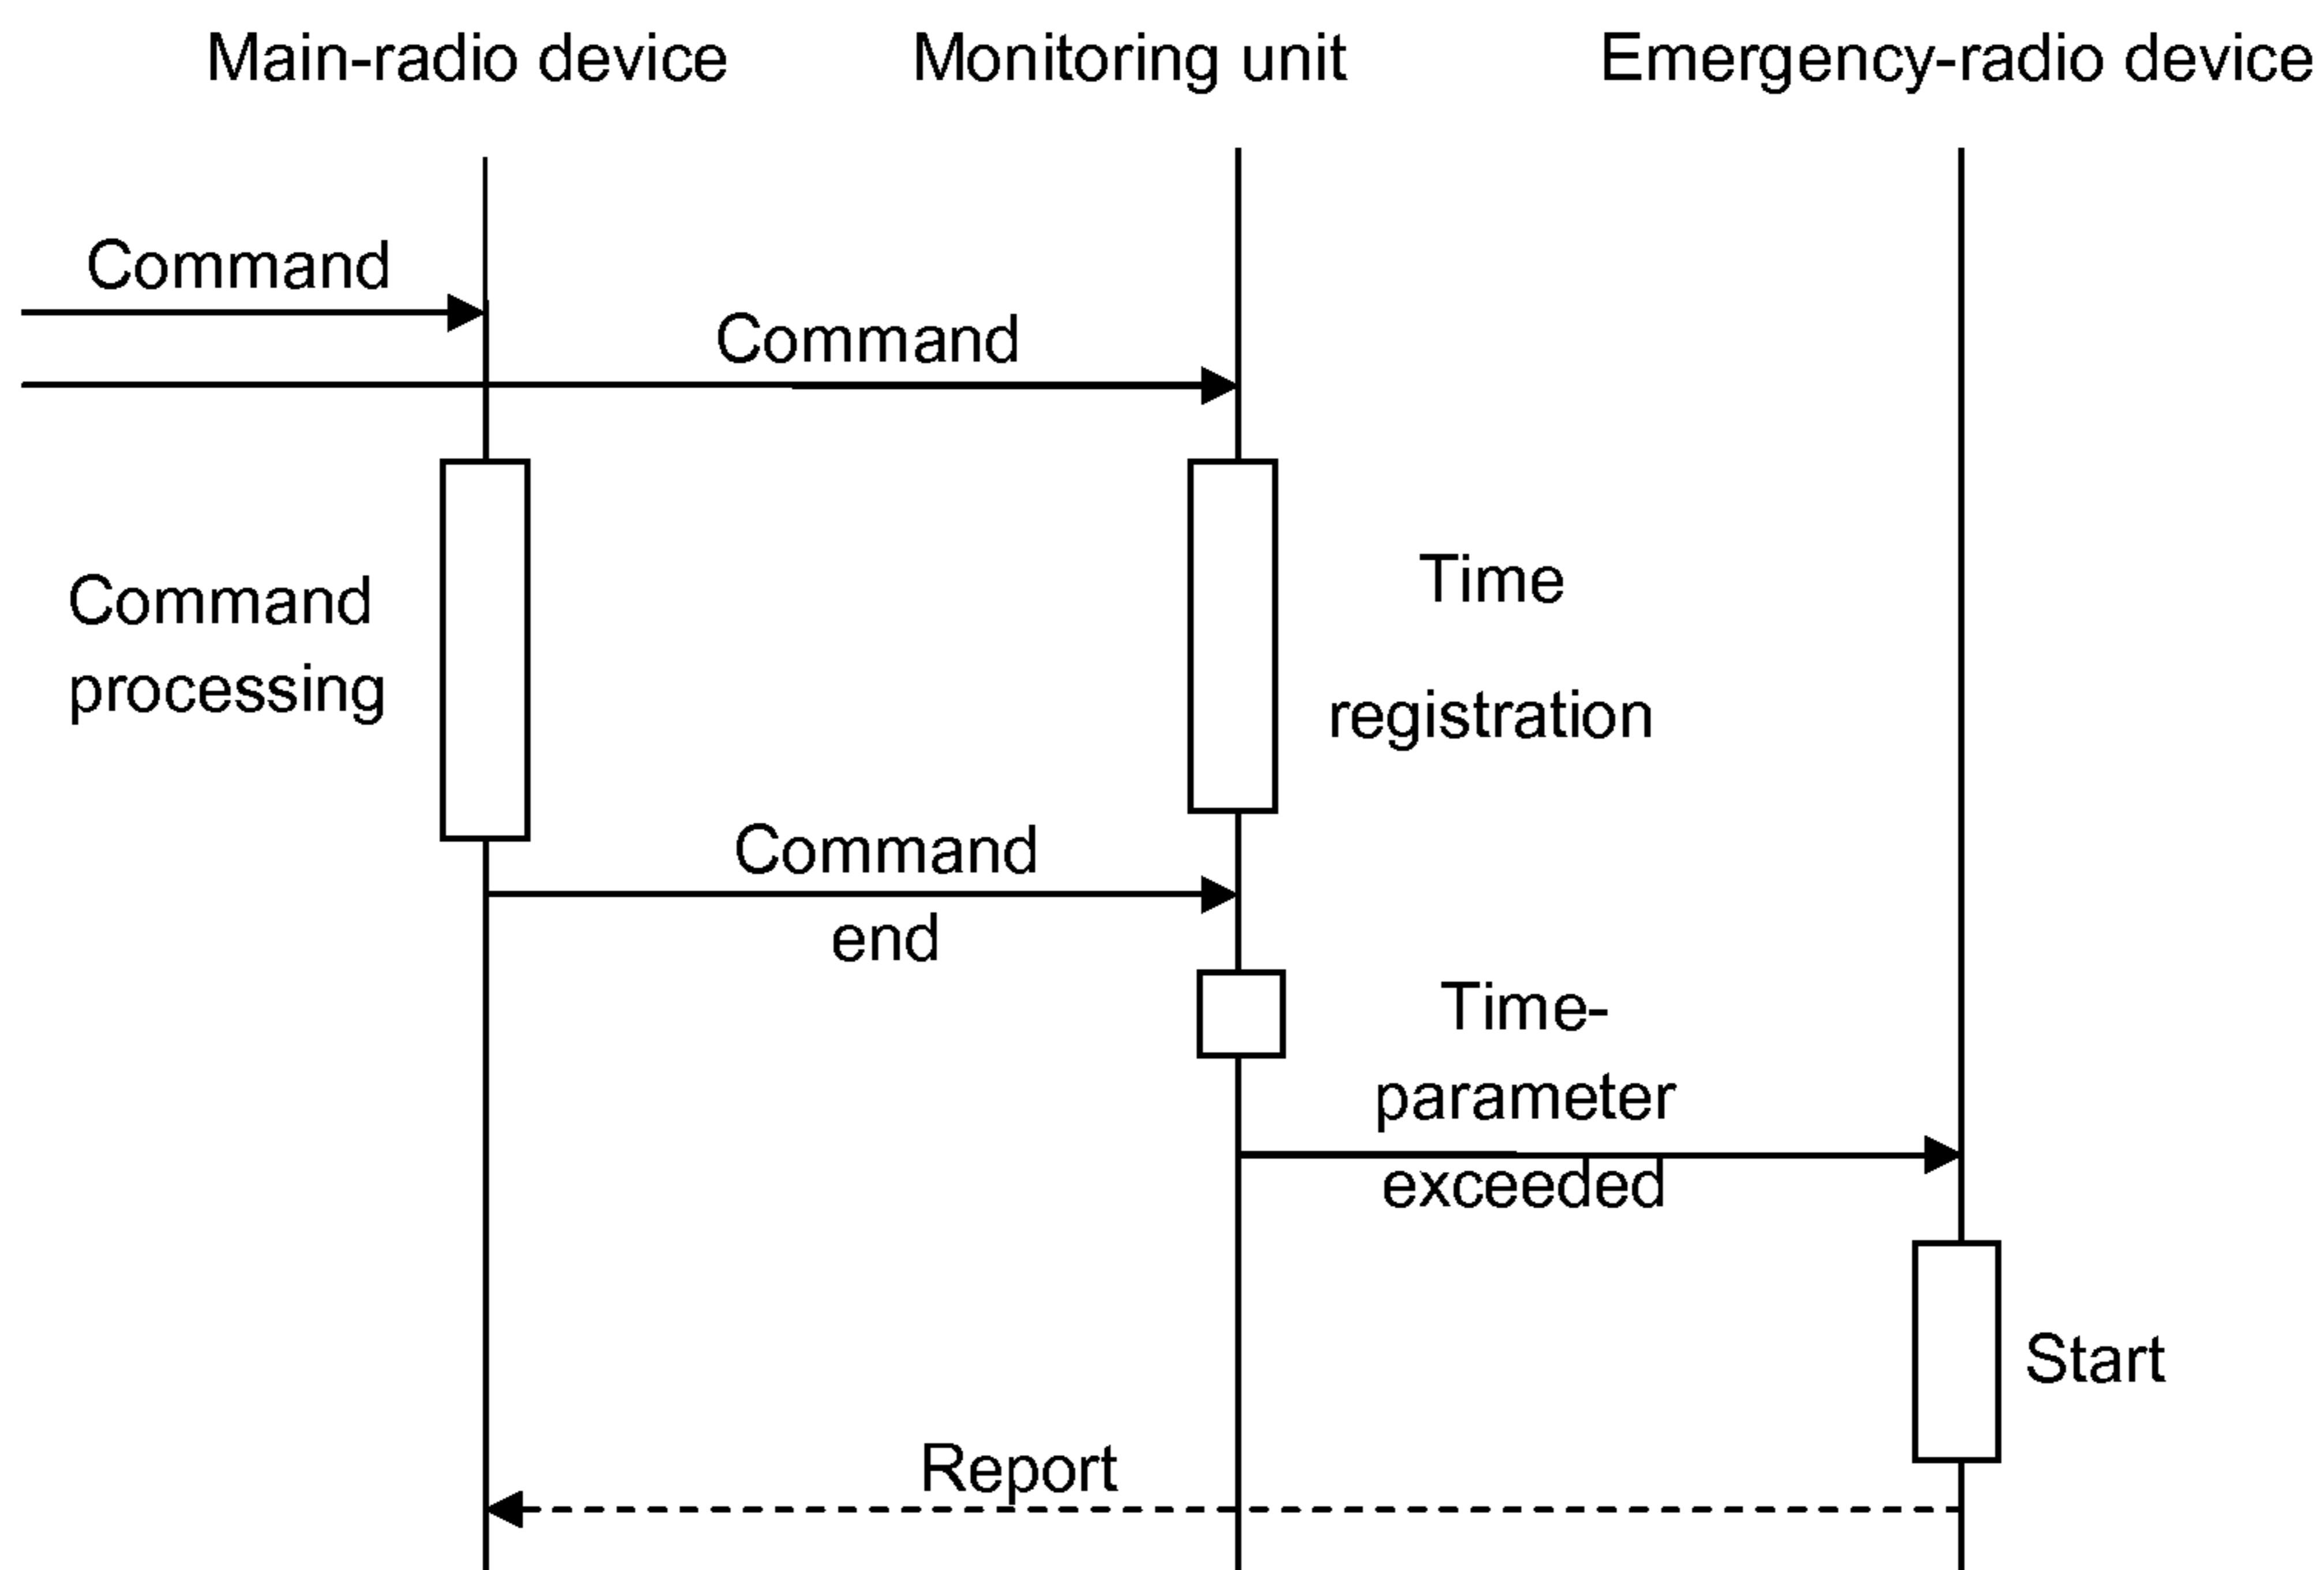 Main-radio device
Monitoring unit
Emergency-radio device
Command
Command
Command
processing
Time
registration
Command
end
Time-
parameter
exceeded
Start
Report